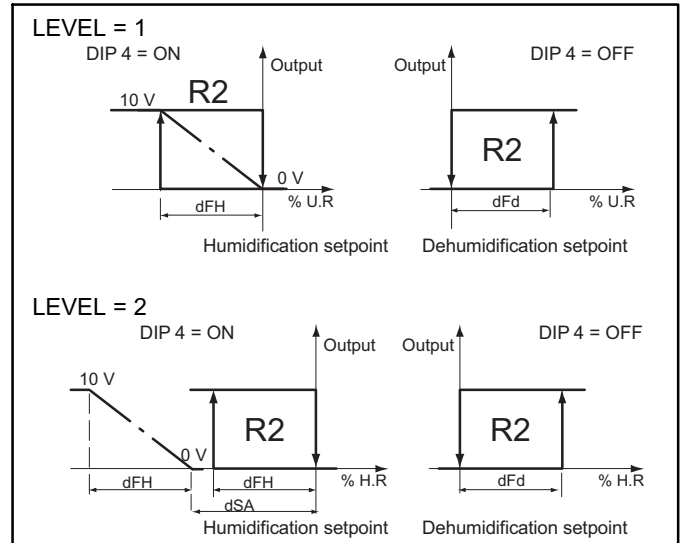 LEVEL = 1
DIP 4 = ON
Output
Output
DIP 4 = OFF
10 V
R2
R2
0 V
dFH
% U.R
dFd
% U.R
Humidification setpoint
Dehumidification setpoint
LEVEL = 2
DIP 4 = ON
Output
Output
DIP 4 = OFF
10 V
R2
R2
0 V
dFH
dFH
% H.R
dFd
% H.R
dSA
Humidification setpoint
Dehumidification setpoint